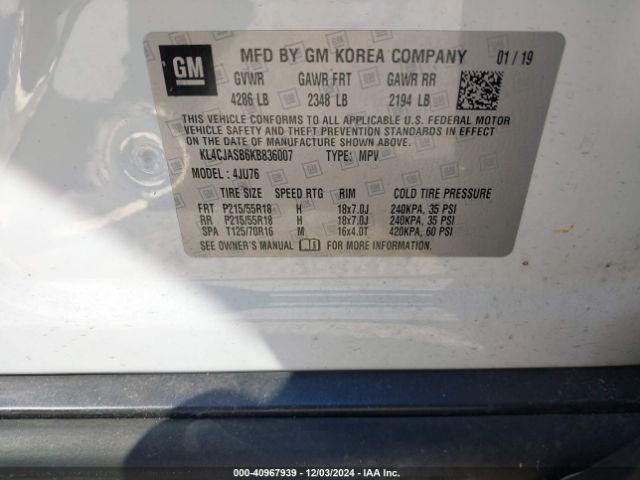 GM MFD BY GM KOREA COMPANY 01/19
GVWR GAWR FRT GAWR RR
4286 LB 2348 LB 2194 LB
THIS VEHICLE CONFORMS TO ALL APPLICABLE U.S. FEDERAL MOTOR
VEHICLE SAFETY AND THEFT PREVENTION STANDARDS IN EFFECT
ON THE DATE OF MANUFACTURE SHOWN ABOVE.
KL4CJASB6KB836007 TYPE: MPV
MODEL: 4JU76
TIRE SIZE SPEED RTG RIM COLD TIRE PRESSURE
FRT P215/55R18 H 18x7.0J 240KPA, 35 PSI
RR P215/55R18 H 18x7.0J 240KPA, 35 PSI
SPA T125/70R16 M 16x4.0T 420KPA, 60 PSI
SEE OWNER'S MANUAL FOR MORE INFORMATION.
000-40967939 - 12/03/2024 - IAA Inc.